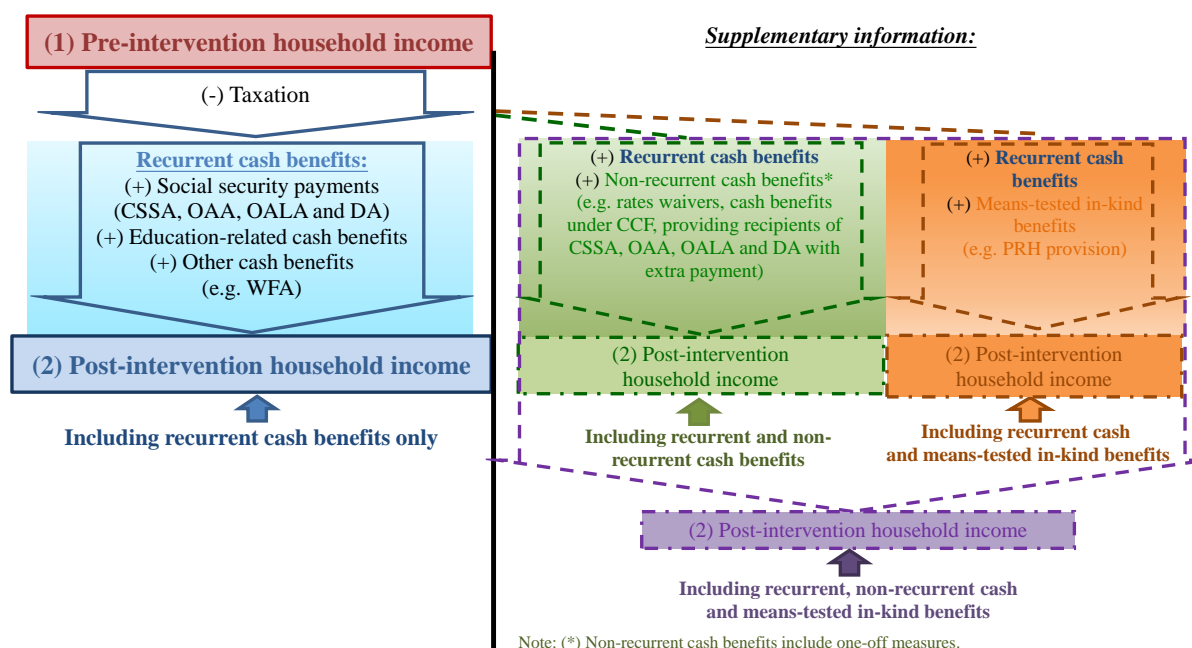 (1) Pre-intervention household income
(-) Taxation
Recurrent cash benefits:
(+) Social security payments
(CSSA, OAA, OALA and DA)
(+) Education-related cash benefits
(+) Other cash benefits
(e.g. WFA)
(2) Post-intervention household income
Including recurrent cash benefits only
Supplementary information:
(+) Recurrent cash benefits
(+) Non-recurrent cash benefits*
(e.g. rates waivers, cash benefits
under CCF, providing recipients of
CSSA, OAA, OALA and DA with
extra payment)
(2) Post-intervention
household income
Including recurrent and non-
recurrent cash benefits
(+) Recurrent cash
benefits
(+) Means-tested in-kind
benefits
(e.g. PRH provision)
(2) Post-intervention
household income
Including recurrent cash
and means-tested in-kind benefits
(2) Post-intervention household income
Including recurrent, non-recurrent cash
and means-tested in-kind benefits
Note: (*) Non-recurrent cash benefits include one-off measures.